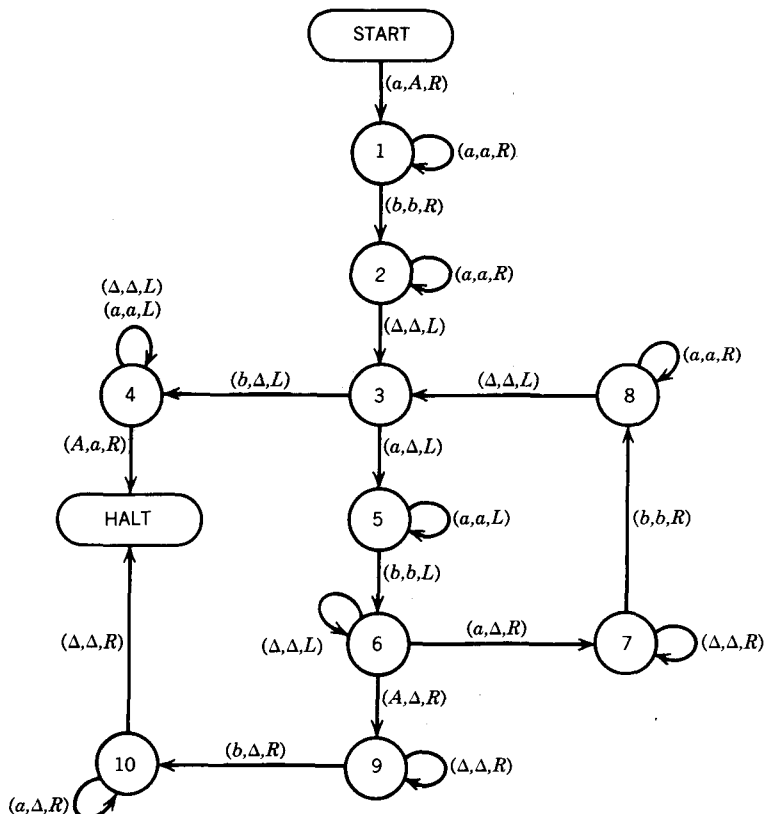 START
(a,A,R)
1
(a,a,R)
(b,b,R)
2
(a,a,R)
(Δ,Δ,L)
(a,a,L)
(Δ,Δ,L)
(a,a,R)
4
(b,Δ,L)
3
(Δ,Δ,L)
8
(A,a,R)
(a,Δ,L)
HALT
5
(a,a,L)
(b,b,R)
(b,b,L)
(Δ,Δ,R)
(Δ,Δ,L)
6
(a,Δ,R)
7
(Δ,Δ,R)
(A,Δ,R)
10
(b,Δ,R)
9
(Δ,Δ,R)
(a,Δ,R)